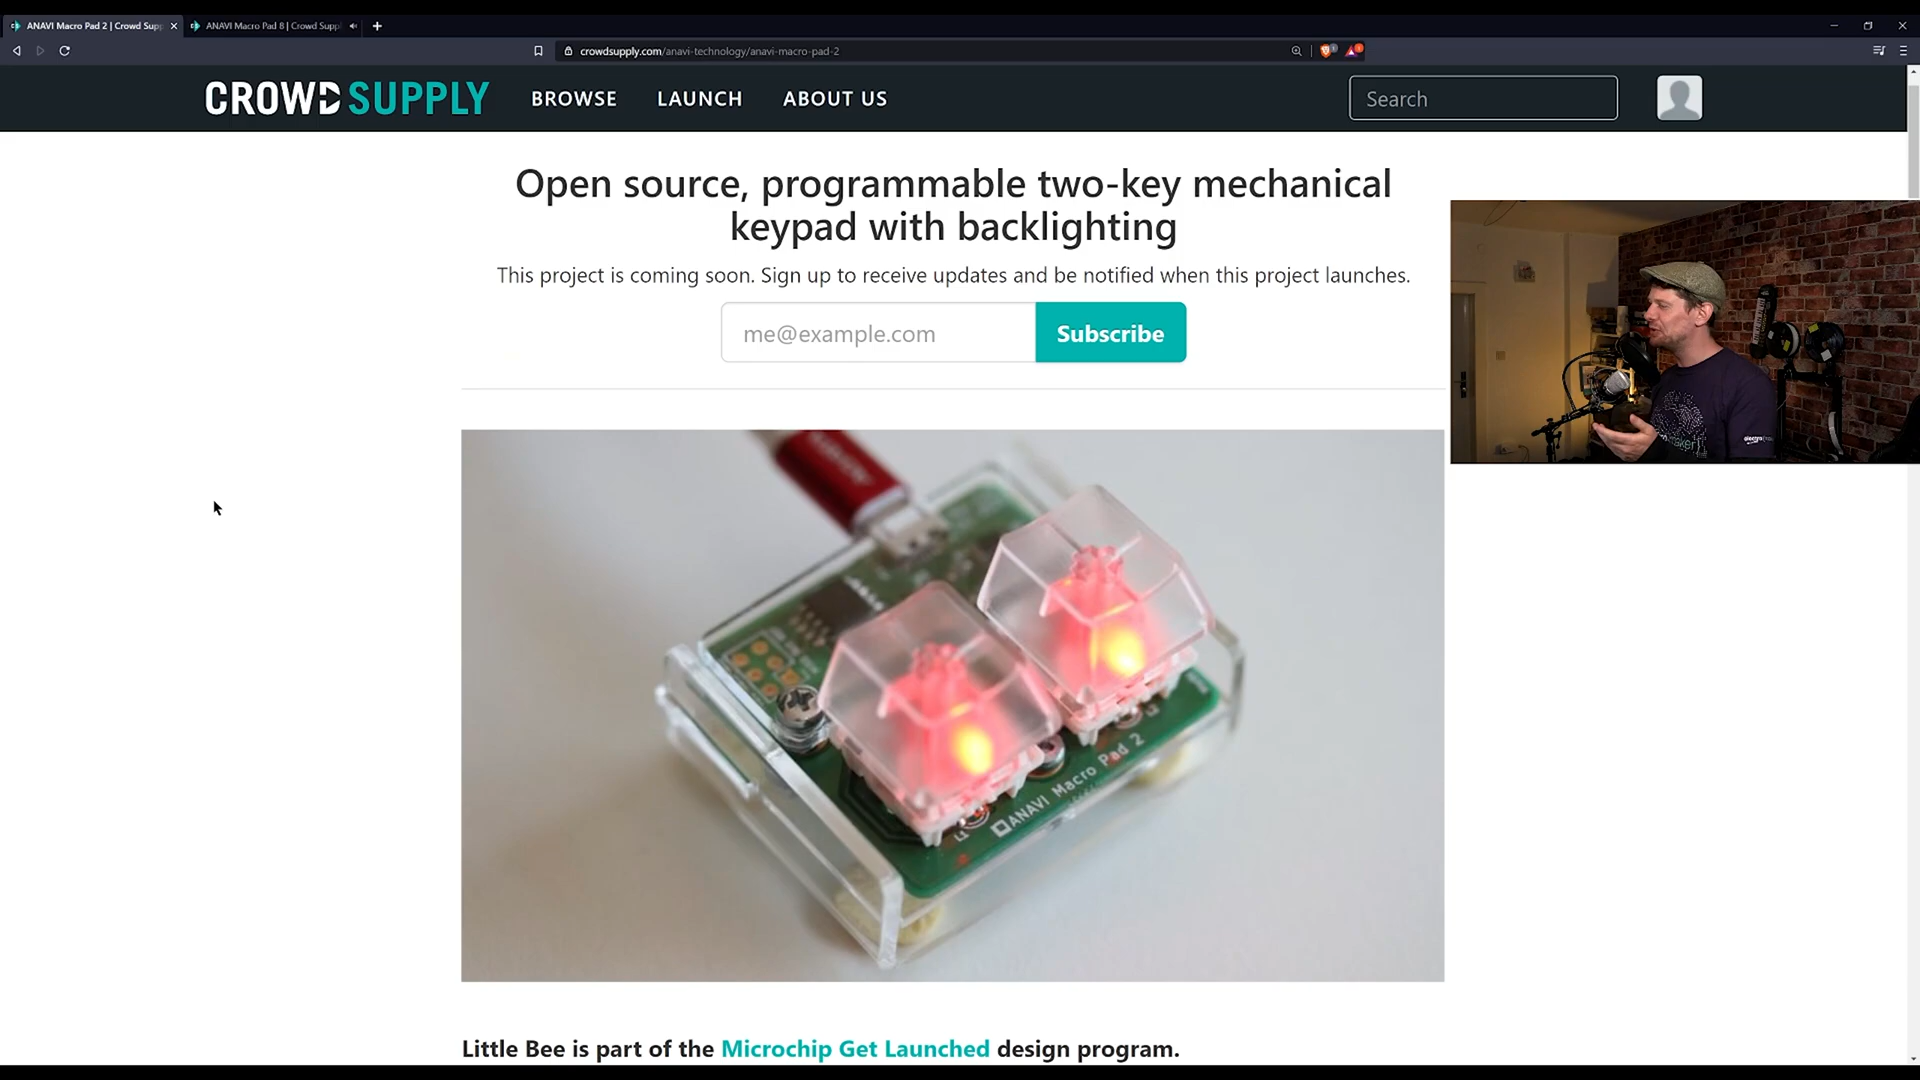 ANAVI Macro Pad 2 | Crowd Supp
ANAVI Macro Pad 8 | Crowd Supp
crowdsupply.com/anavi-technology/anavi-macro-pad-2
CROWD SUPPLY
BROWSE
LAUNCH
ABOUT US
Search
Open source, programmable two-key mechanical
keypad with backlighting
This project is coming soon. Sign up to receive updates and be notified when this project launches.
me@example.com
Subscribe
ANAVI Macro Pad 2
Little Bee is part of the Microchip Get Launched design program.